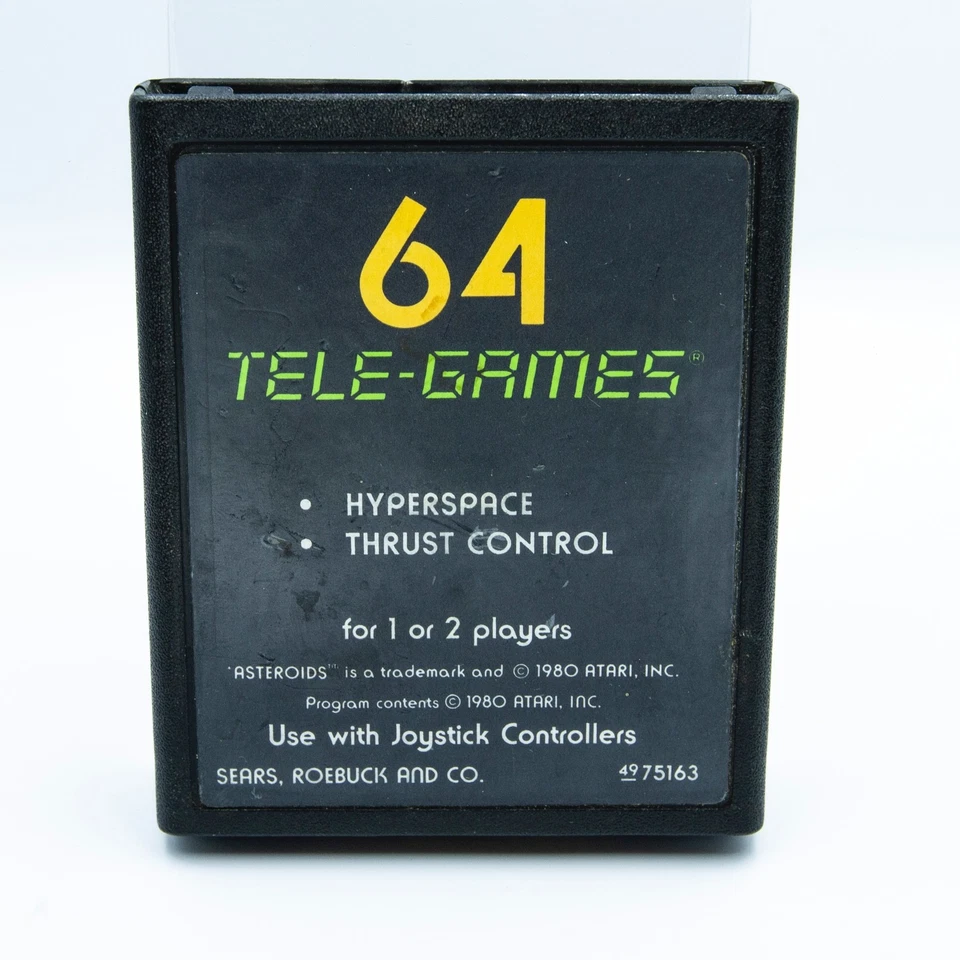 64
TELE-GAMES®
• HYPERSPACE
• THRUST CONTROL
for 1 or 2 players
"ASTEROIDS"™ is a trademark and © 1980 ATARI, INC.
Program contents © 1980 ATARI, INC.
Use with Joystick Controllers
SEARS, ROEBUCK AND CO. 49 75163